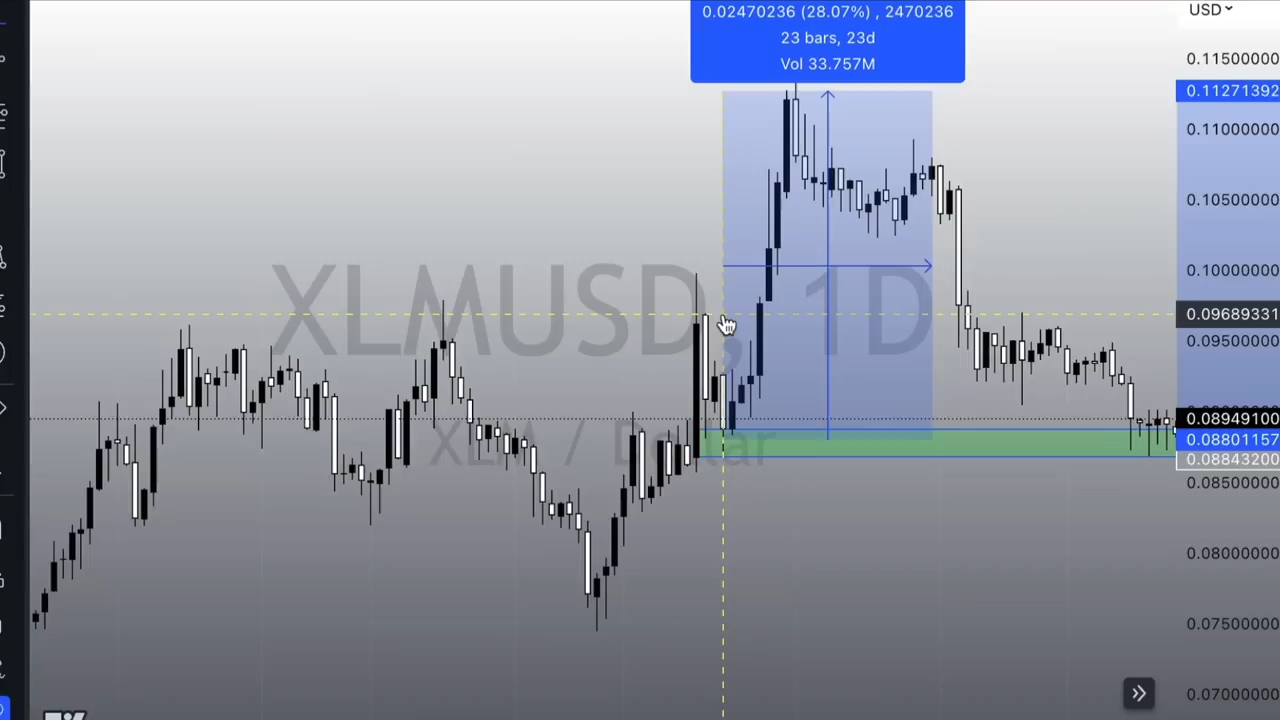 0.02470236 (28.07%) , 2470236
23 bars, 23d
Vol 33.757M
USD
0.11500000
0.11271392
0.11000000
0.10500000
0.10000000
0.09689331
0.09500000
0.08949100
0.08801157
0.08843200
0.08500000
0.08000000
0.07500000
0.07000000
XLMUSD, 1D
XLM / Dollar